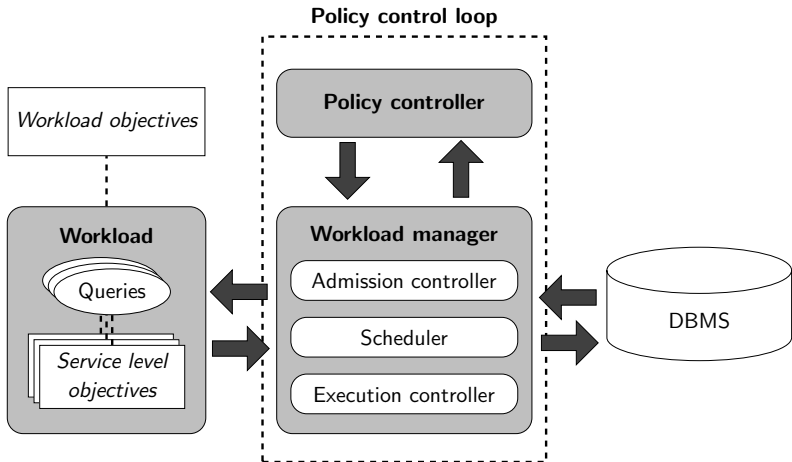 Policy control loop
Policy controller
Workload objectives
Workload
Queries
Service level
objectives
Workload manager
Admission controller
Scheduler
Execution controller
DBMS